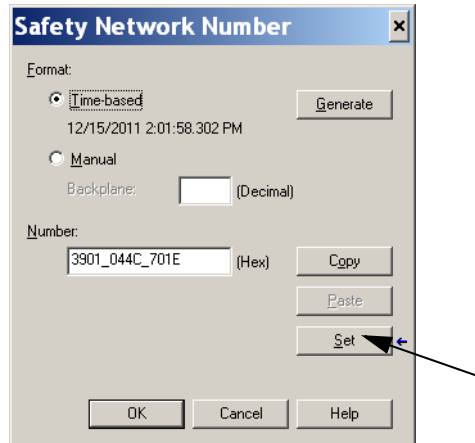 Safety Network Number
Format:
Time-based
Generate
12/15/2011 2:01:58.302 PM
Manual
Backplane: (Decimal)
Number:
3901_044C_701E (Hex) Copy
Paste
Set
OK Cancel Help